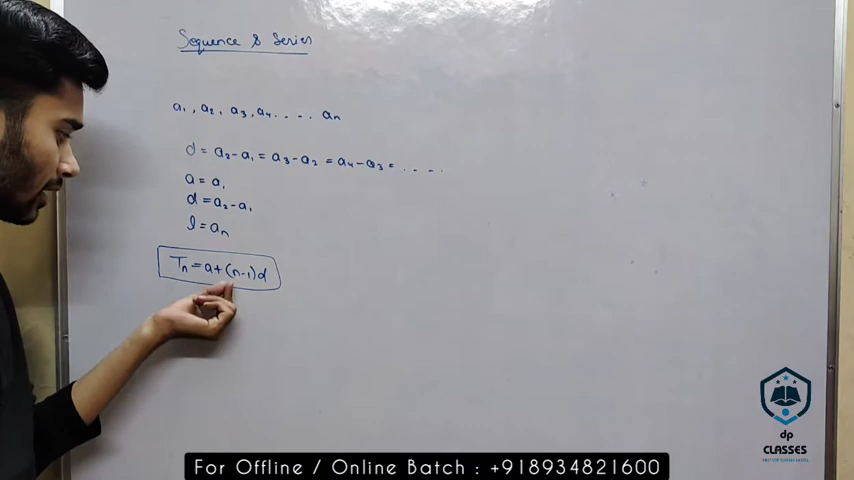 Sequence & Series
a₁, a₂, a₃, a₄ . . . . . aₙ
d = a₂-a₁ = a₃-a₂ = a₄-a₃ = . . . . .
a = a₁
d = a₂-a₁
l = aₙ
Tₙ = a+(n-1)d
dp
CLASSES
For Offline / Online Batch : +918934821600